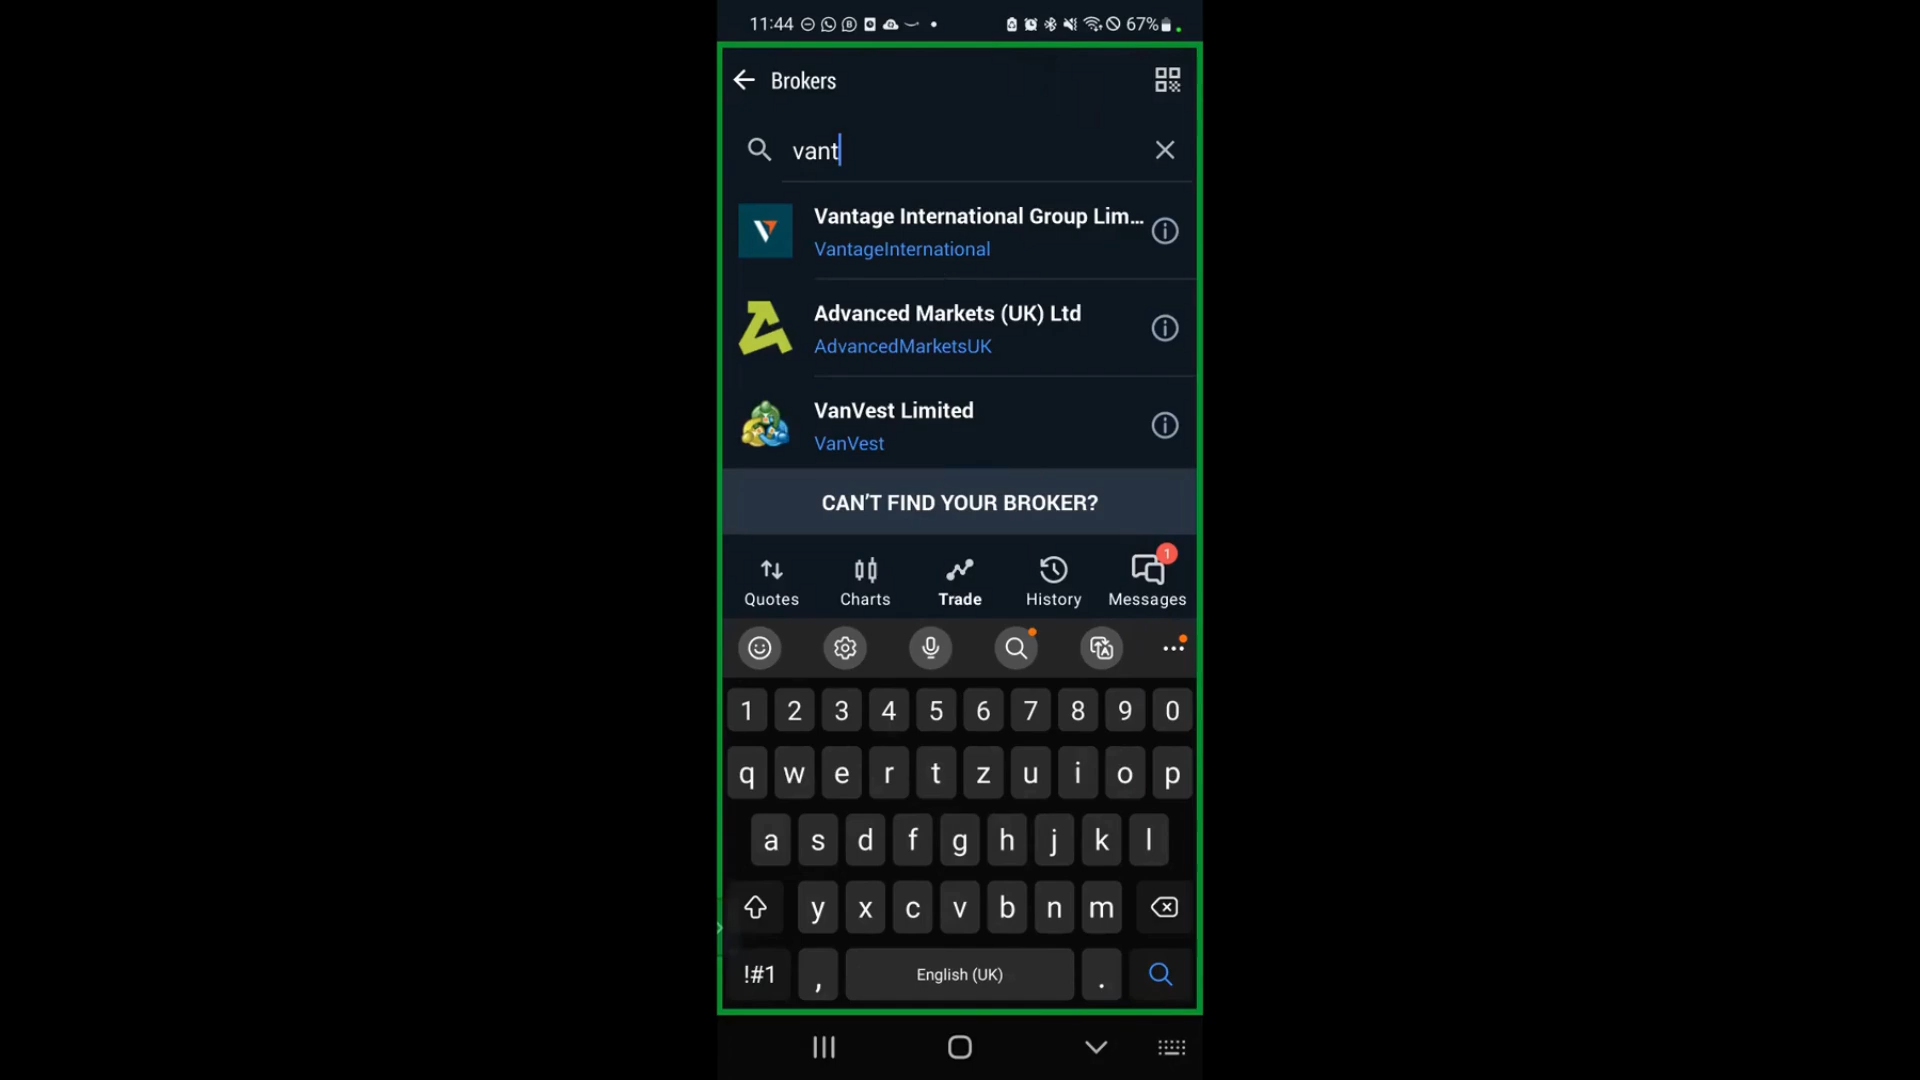 11:44
67%
Brokers
vant
Vantage International Group Lim...
VantageInternational
Advanced Markets (UK) Ltd
AdvancedMarketsUK
VanVest Limited
VanVest
CAN'T FIND YOUR BROKER?
1
Quotes Charts Trade History Messages
1 2 3 4 5 6 7 8 9 0
q w e r t z u i o p
a s d f g h j k l
y x c v b n m
!#1 , English (UK) .